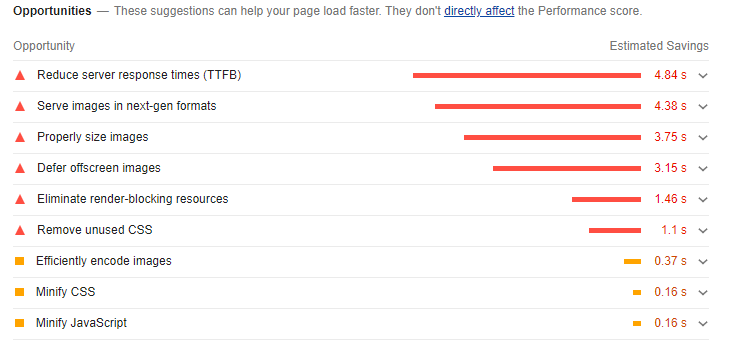 Opportunities — These suggestions can help your page load faster. They don't directly affect the Performance score.
Opportunity Estimated Savings
Reduce server response times (TTFB) 4.84 s
Serve images in next-gen formats 4.38 s
Properly size images 3.75 s
Defer offscreen images 3.15 s
Eliminate render-blocking resources 1.46 s
Remove unused CSS 1.1 s
Efficiently encode images 0.37 s
Minify CSS 0.16 s
Minify JavaScript 0.16 s